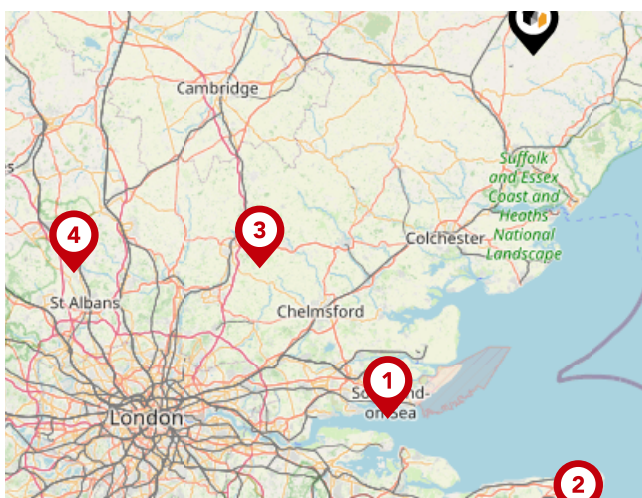 Cambridge
es
Suffolk
and Essex
Coast and
Heaths
National
Landscape
4
3
Colchester
St Albans
Chelmsford
1
Southend-
on-Sea
London
2